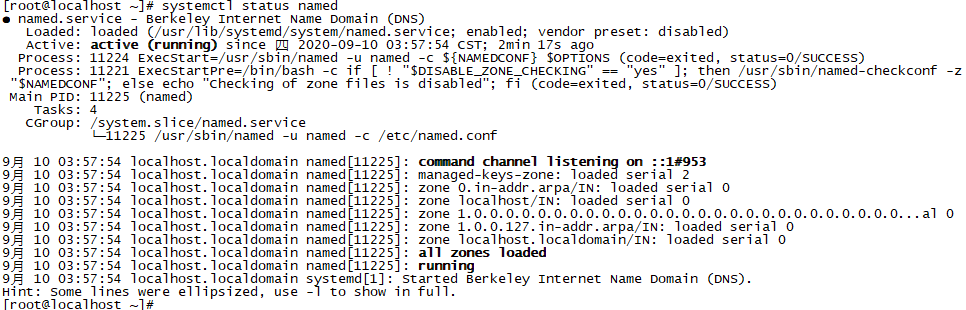 [root@localhost ~]# systemctl status named
● named.service - Berkeley Internet Name Domain (DNS)
   Loaded: loaded (/usr/lib/systemd/system/named.service; enabled; vendor preset: disabled)
   Active: active (running) since 四 2020-09-10 03:57:54 CST; 2min 17s ago
  Process: 11224 ExecStart=/usr/sbin/named -u named -c ${NAMEDCONF} $OPTIONS (code=exited, status=0/SUCCESS)
  Process: 11221 ExecStartPre=/bin/bash -c if [ ! "$DISABLE_ZONE_CHECKING" == "yes" ]; then /usr/sbin/named-checkconf -z
 "$NAMEDCONF"; else echo "Checking of zone files is disabled"; fi (code=exited, status=0/SUCCESS)
 Main PID: 11225 (named)
    Tasks: 4
   CGroup: /system.slice/named.service
           └─11225 /usr/sbin/named -u named -c /etc/named.conf

9月 10 03:57:54 localhost.localdomain named[11225]: command channel listening on ::1#953
9月 10 03:57:54 localhost.localdomain named[11225]: managed-keys-zone: loaded serial 2
9月 10 03:57:54 localhost.localdomain named[11225]: zone 0.in-addr.arpa/IN: loaded serial 0
9月 10 03:57:54 localhost.localdomain named[11225]: zone localhost/IN: loaded serial 0
9月 10 03:57:54 localhost.localdomain named[11225]: zone 1.0.0.0.0.0.0.0.0.0.0.0.0.0.0.0.0.0.0.0.0.0.0.0.0.0.0.0...al 0
9月 10 03:57:54 localhost.localdomain named[11225]: zone 1.0.0.127.in-addr.arpa/IN: loaded serial 0
9月 10 03:57:54 localhost.localdomain named[11225]: zone localhost.localdomain/IN: loaded serial 0
9月 10 03:57:54 localhost.localdomain named[11225]: all zones loaded
9月 10 03:57:54 localhost.localdomain named[11225]: running
9月 10 03:57:54 localhost.localdomain systemd[1]: Started Berkeley Internet Name Domain (DNS).
Hint: Some lines were ellipsized, use -l to show in full.
[root@localhost ~]#